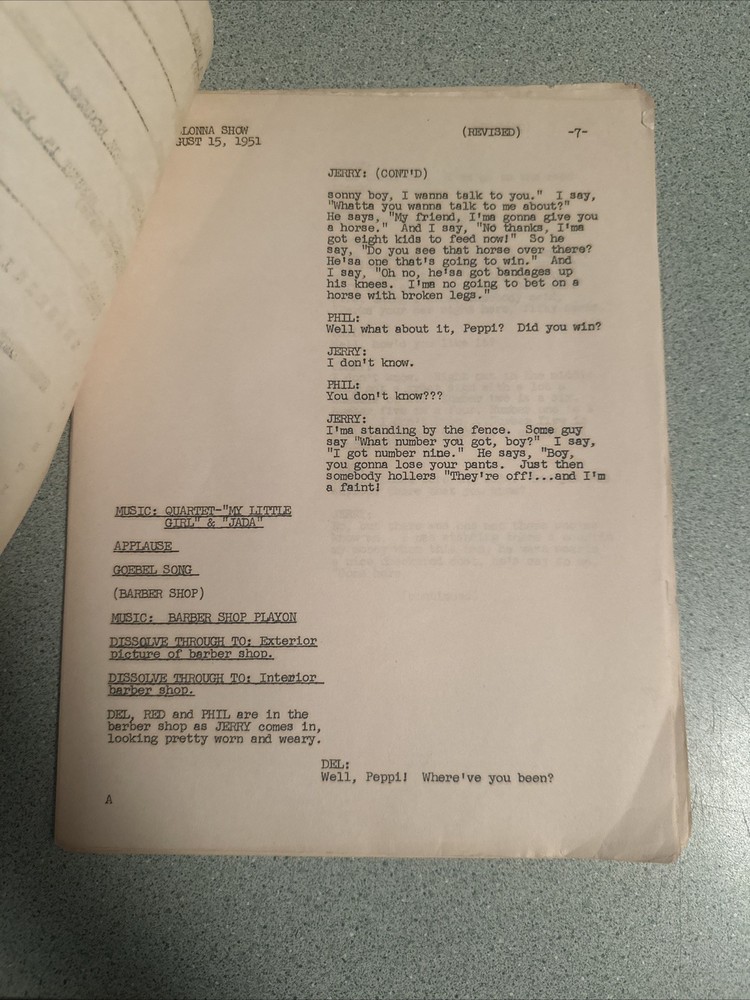 LONNA SHOW (REVISED) -7-
UST 15, 1951
JERRY: (CONT'D)
sonny boy, I wanna talk to you." I say,
"Whatta you wanna talk to me about?"
He says, "My friend, I'ma gonna give you
a horse." And I say, "No thanks, I'ma
got eight kids to feed now!" So he
say, "Do you see that horse over there?
He'sa one that's going to win." And
I say, "Oh no, he'sa got bandages up
his knees. I'ma no going to bet on a
horse with broken legs."
PHIL:
Well what about it, Peppi? Did you win?
JERRY:
I don't know.
PHIL:
You don't know???
JERRY:
I'ma standing by the fence. Some guy
say "What number you got, boy?" I say,
"I got number nine." He says, "Boy,
you gonna lose your pants. Just then
somebody hollers "They're off!...and I'm
a faint!
MUSIC: QUARTET-"MY LITTLE
GIRL" & "JADA"
APPLAUSE
GOEBEL SONG
(BARBER SHOP)
MUSIC: BARBER SHOP PLAYON
DISSOLVE THROUGH TO: Exterior
picture of barber shop.
DISSOLVE THROUGH TO: Interior
barber shop.
DEL, RED and PHIL are in the
barber shop as JERRY comes in,
looking pretty worn and weary.
DEL:
Well, Peppi! Where've you been?
A